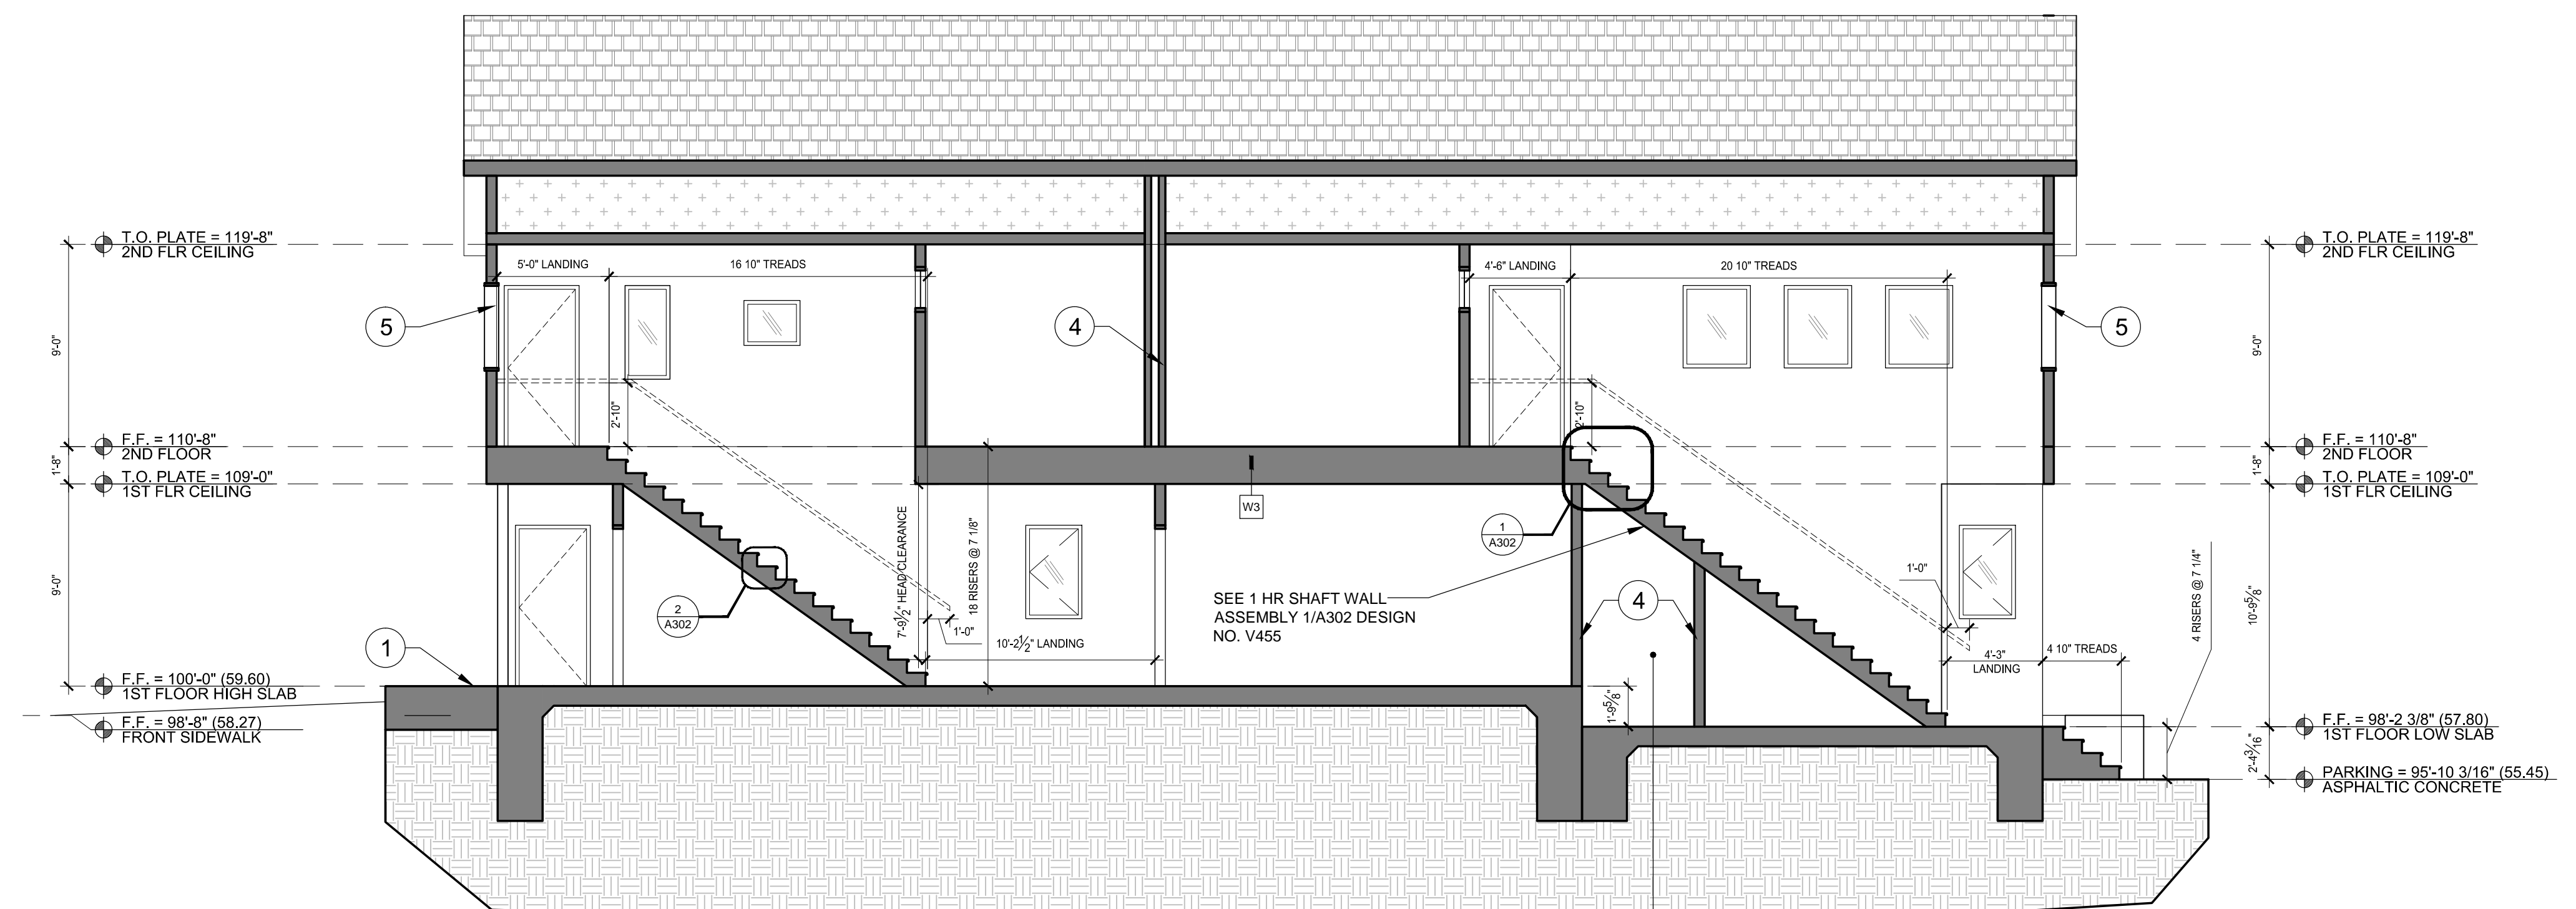 T.O. PLATE = 119'-8"
2ND FLR CEILING
T.O. PLATE = 119'-8"
2ND FLR CEILING
5'-0" LANDING
16 10" TREADS
4'-6" LANDING
20 10" TREADS
5
4
5
9'-0"
9'-0"
2'-10"
2'-10"
F.F. = 110'-8"
2ND FLOOR
F.F. = 110'-8"
2ND FLOOR
1'-8"
1'-8"
T.O. PLATE = 109'-0"
1ST FLR CEILING
T.O. PLATE = 109'-0"
1ST FLR CEILING
W3
1
A302
2
A302
7'-9 1/2" HEAD CLEARANCE
18 RISERS @ 7 1/8"
SEE 1 HR SHAFT WALL
ASSEMBLY 1/A302 DESIGN
NO. V455
4
1'-0"
4 RISERS @ 7 1/4"
9'-0"
10'-9 5/8"
1'-0"
10'-2 1/2" LANDING
4'-3"
LANDING
4 10" TREADS
1
F.F. = 100'-0" (59.60)
1ST FLOOR HIGH SLAB
1'-9 5/8"
F.F. = 98'-8" (58.27)
FRONT SIDEWALK
F.F. = 98'-2 3/8" (57.80)
1ST FLOOR LOW SLAB
2'-4 3/16"
PARKING = 95'-10 3/16" (55.45)
ASPHALTIC CONCRETE